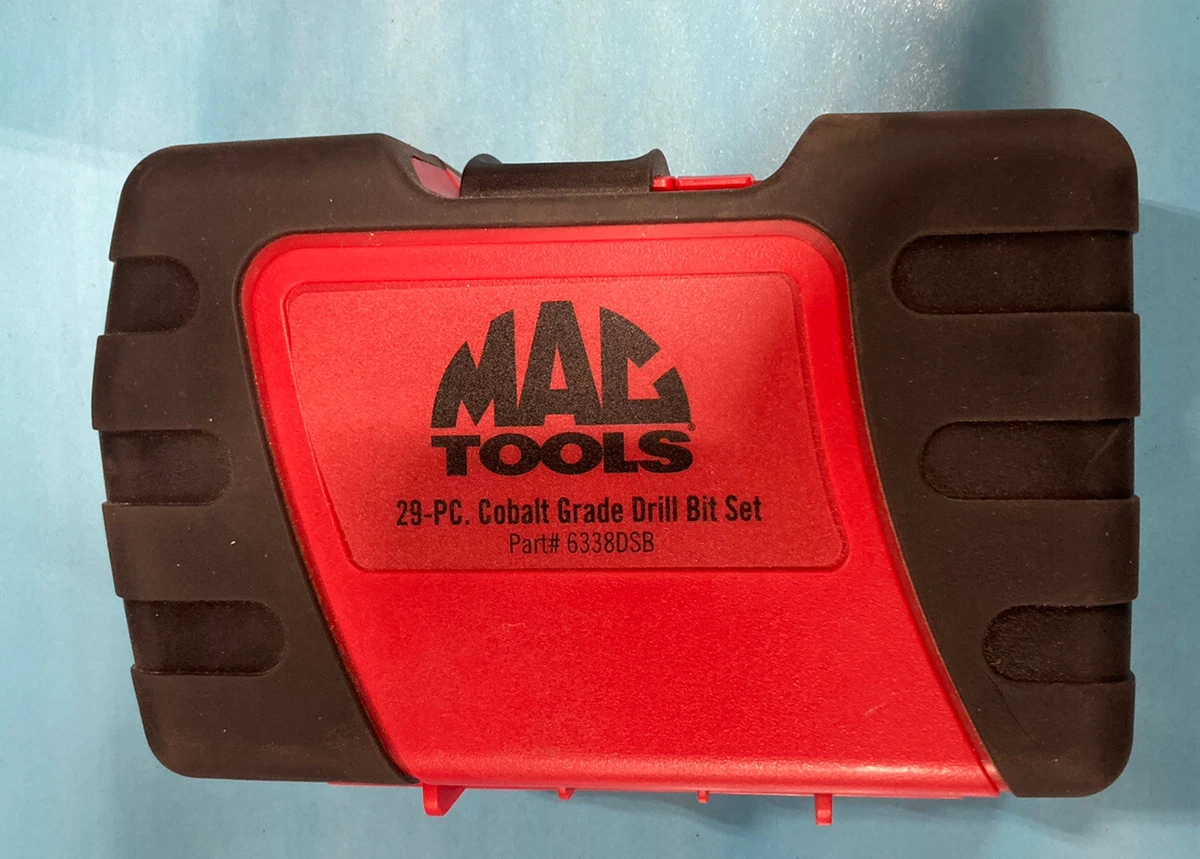 MAC
TOOLS®
29-PC. Cobalt Grade Drill Bit Set
Part# 6338DSB